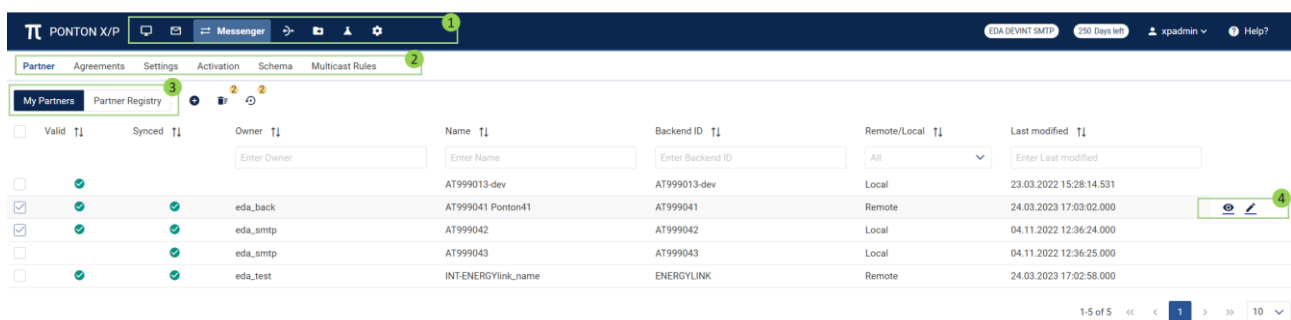 PONTON X/P Messenger 1 EDA DEVINT SMTP 250 Days left xpadmin Help?
Partner Agreements Settings Activation Schema Multicast Rules 2
My Partners Partner Registry 3 2 2
Valid Synced Owner Name Backend ID Remote/Local Last modified
Enter Owner Enter Name Enter Backend ID All Enter Last modified
AT999013-dev AT999013-dev Local 23.03.2022 15:28:14.531
eda_back AT999041 Ponton41 AT999041 Remote 24.03.2023 17:03:02.000 4
eda_smtp AT999042 AT999042 Local 04.11.2022 12:36:24.000
eda_smtp AT999043 AT999043 Local 04.11.2022 12:36:25.000
eda_test INT-ENERGYlink_name ENERGYLINK Remote 24.03.2023 17:02:58.000
1-5 of 5 << < 1 > >> 10